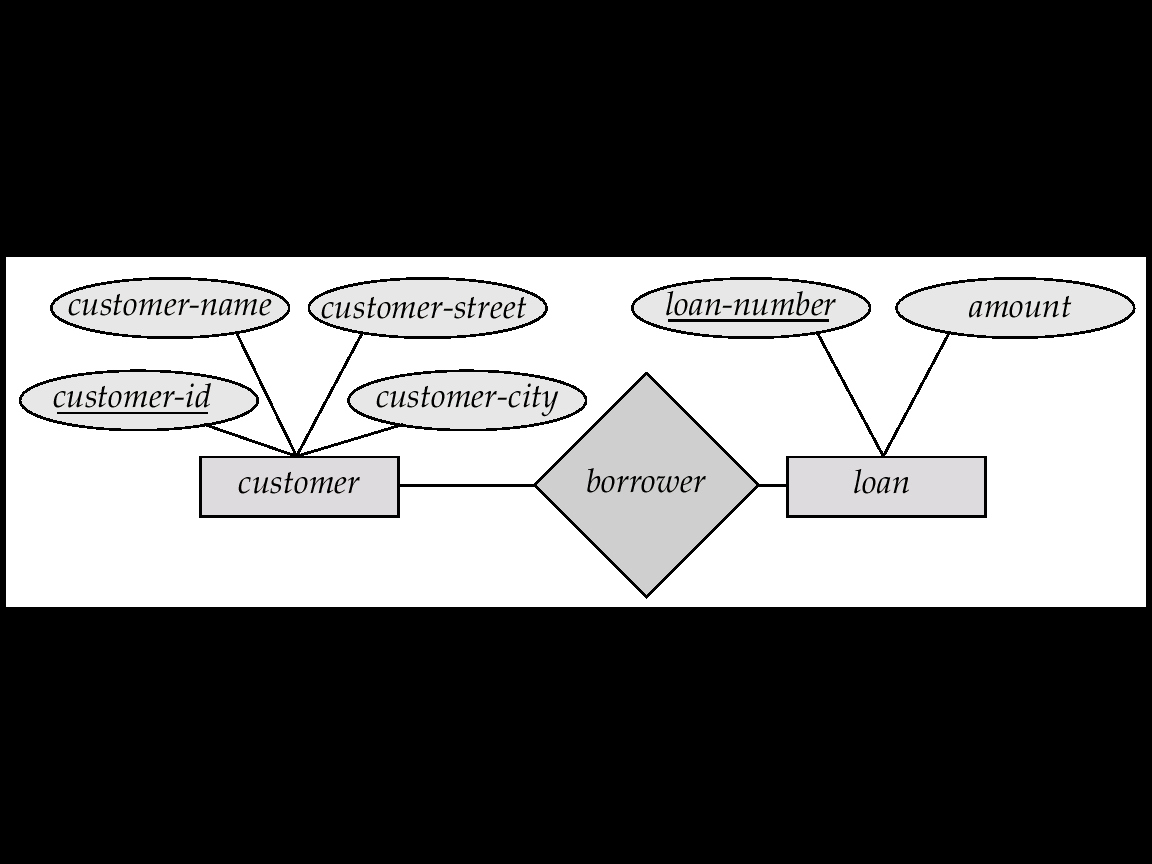 customer-name
customer-street
loan-number
amount
customer-id
customer-city
customer
borrower
loan